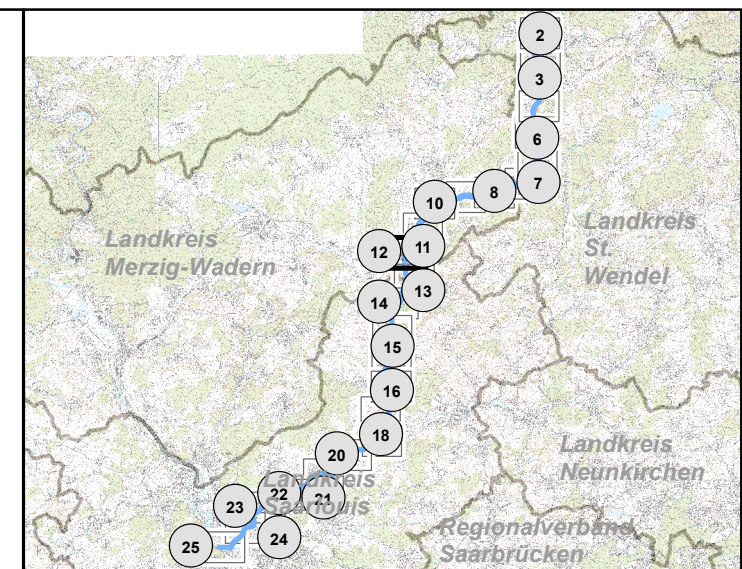 2
3
6
7
8
10
Landkreis
St.
Wendel
Landkreis
Merzig-Wadern
11
12
13
14
15
16
18
Landkreis
Neunkirchen
20
Landkreis
Saarlouis
22
21
23
24
25
Regionalverband
Saarbrücken